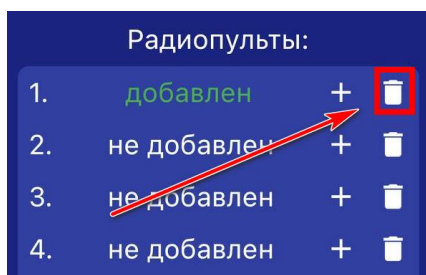 Радиопульты:
1. добавлен +
2. не добавлен +
3. не добавлен +
4. не добавлен +